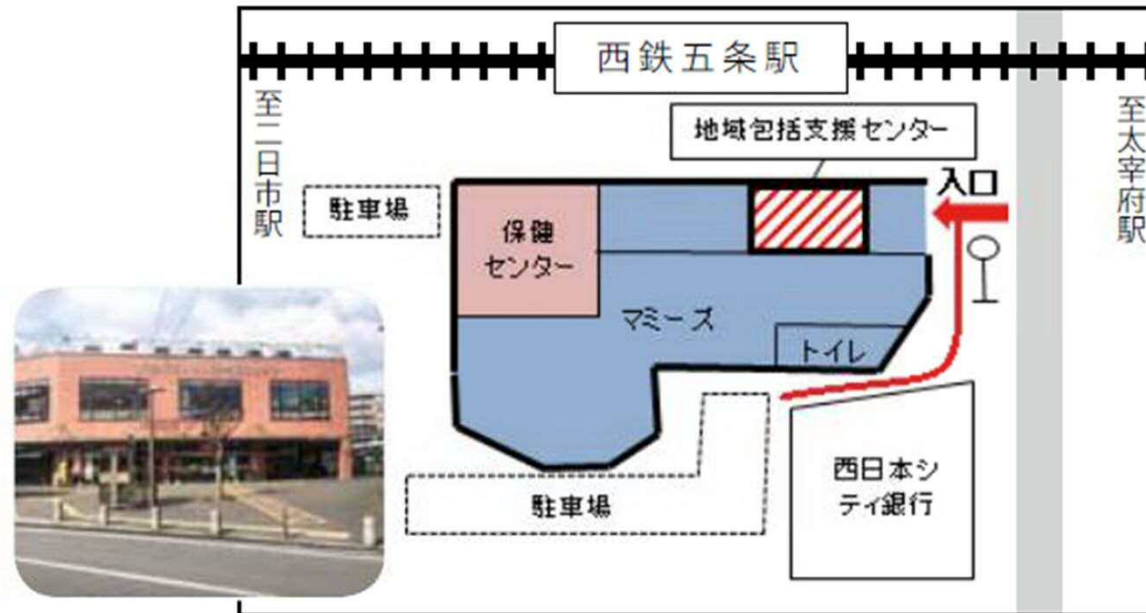 西鉄五条駅
至二日市駅
至太宰府駅
地域包括支援センター
入口
駐車場
保健
センター
マミーズ
トイレ
駐車場
西日本シ
ティ銀行